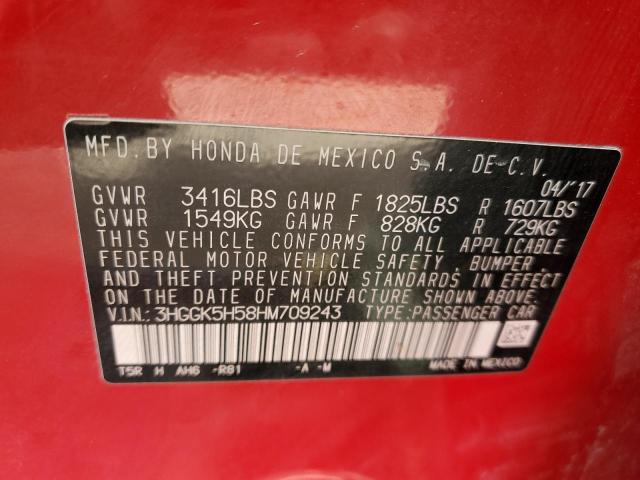 MFD. BY HONDA DE MEXICO S.A. DE C.V.
04/'17
GVWR 3416LBS GAWR F 1825LBS R 1607LBS
GVWR 1549KG GAWR F 828KG R 729KG
THIS VEHICLE CONFORMS TO ALL APPLICABLE
FEDERAL MOTOR VEHICLE SAFETY, BUMPER,
AND THEFT PREVENTION STANDARDS IN EFFECT
ON THE DATE OF MANUFACTURE SHOWN ABOVE.
V.I.N.: 3HGGK5H58HM709243 TYPE: PASSENGER CAR
T5R H AH6 -R81 -A -M MADE IN MEXICO